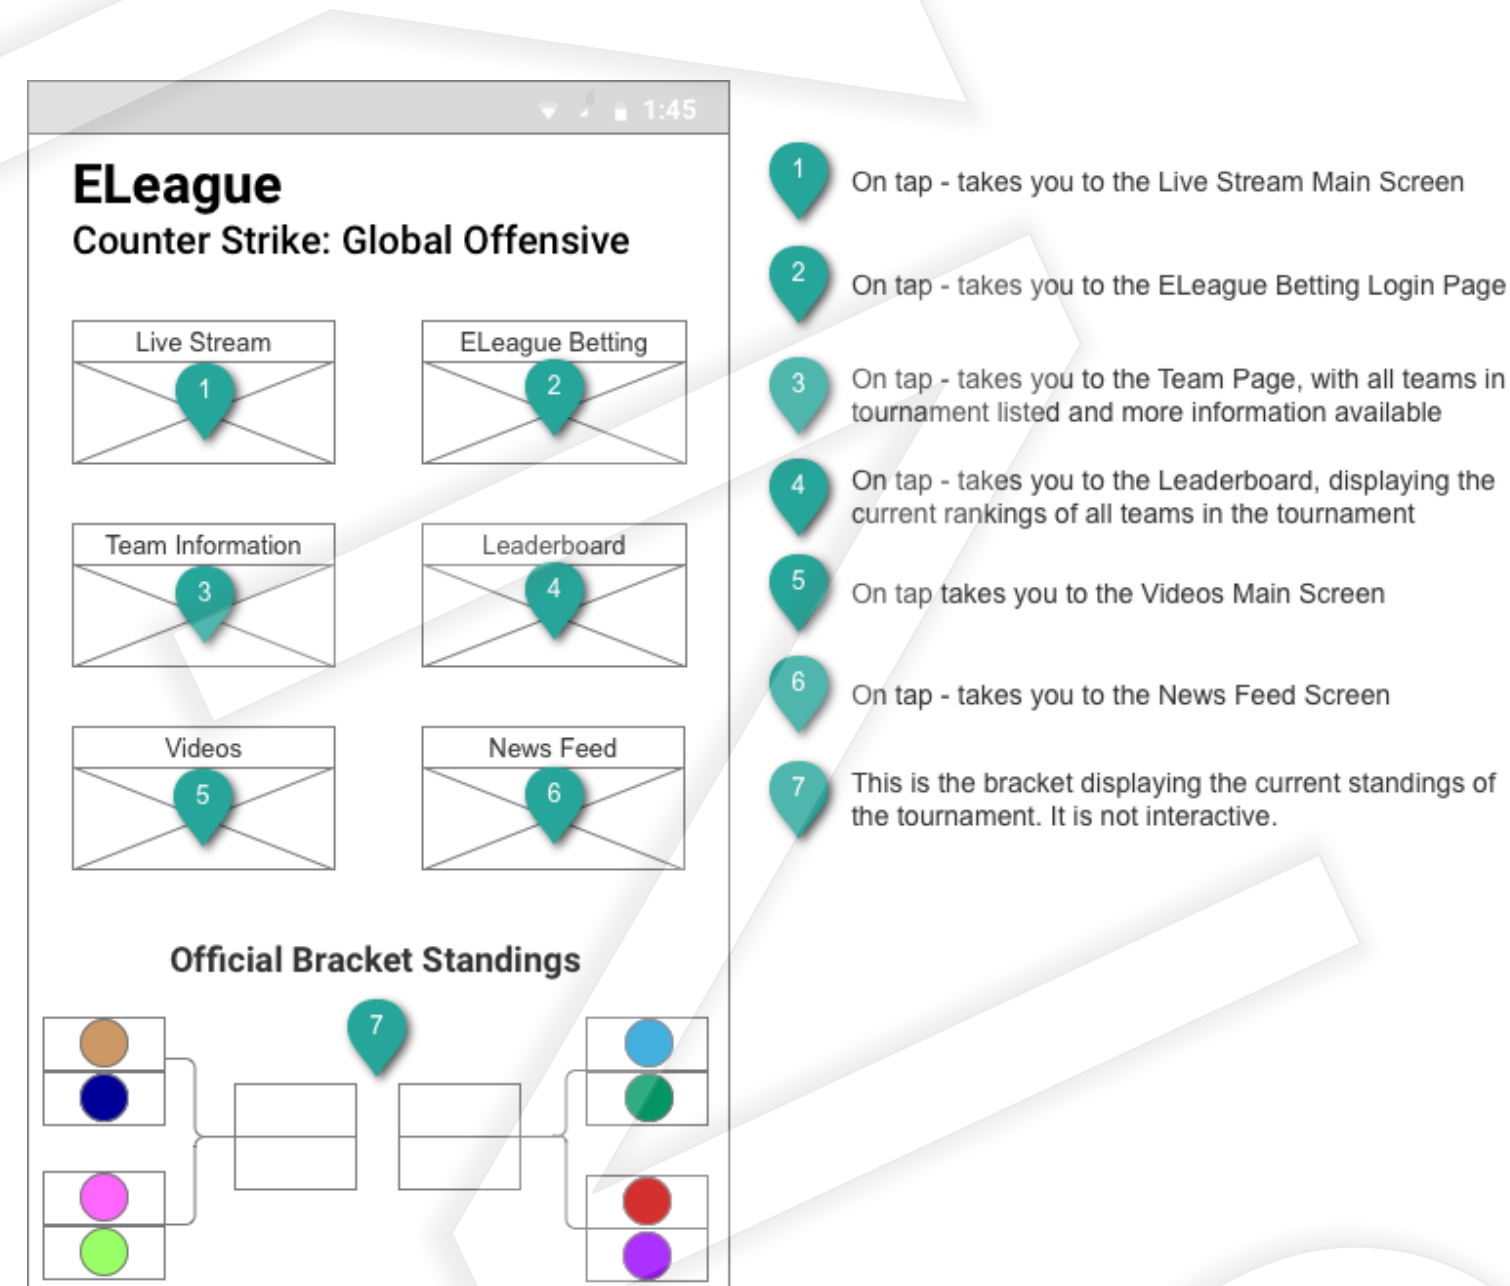 1:45
ELeague
Counter Strike: Global Offensive
Live Stream
1
ELeague Betting
2
Team Information
3
Leaderboard
4
Videos
5
News Feed
6
Official Bracket Standings
7
1
On tap - takes you to the Live Stream Main Screen
2
On tap - takes you to the ELeague Betting Login Page
3
On tap - takes you to the Team Page, with all teams in
tournament listed and more information available
4
On tap - takes you to the Leaderboard, displaying the
current rankings of all teams in the tournament
5
On tap takes you to the Videos Main Screen
6
On tap - takes you to the News Feed Screen
7
This is the bracket displaying the current standings of
the tournament. It is not interactive.